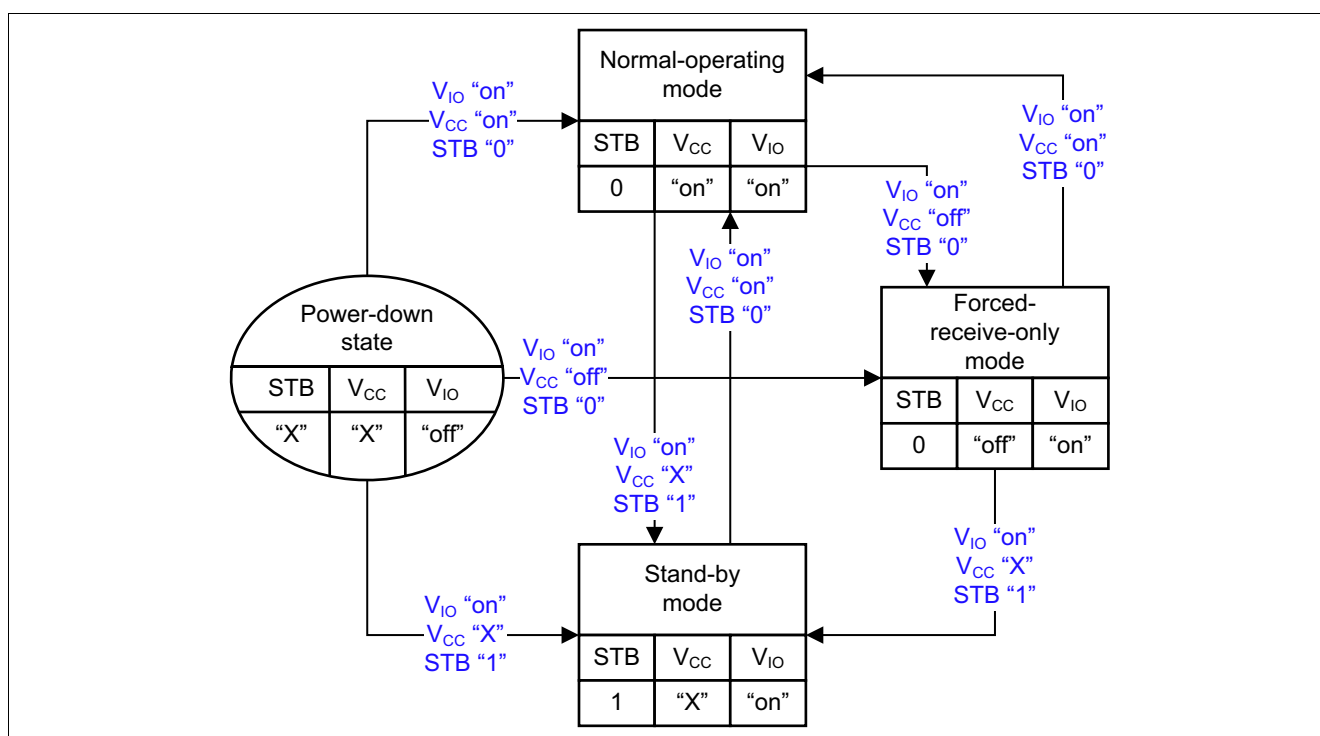 Normal-operating
mode
STB VCC VIO
0 “on” “on”
VIO “on”
VCC “on”
STB “0”
VIO “on”
VCC “on”
STB “0”
VIO “on”
VCC “off”
STB “0”
VIO “on”
VCC “on”
STB “0”
Power-down
state
STB VCC VIO
“X” “X” “off”
VIO “on”
VCC “off”
STB “0”
Forced-
receive-only
mode
STB VCC VIO
0 “off” “on”
VIO “on”
VCC “X”
STB “1”
VIO “on”
VCC “X”
STB “1”
VIO “on”
VCC “X”
STB “1”
Stand-by
mode
STB VCC VIO
1 “X” “on”